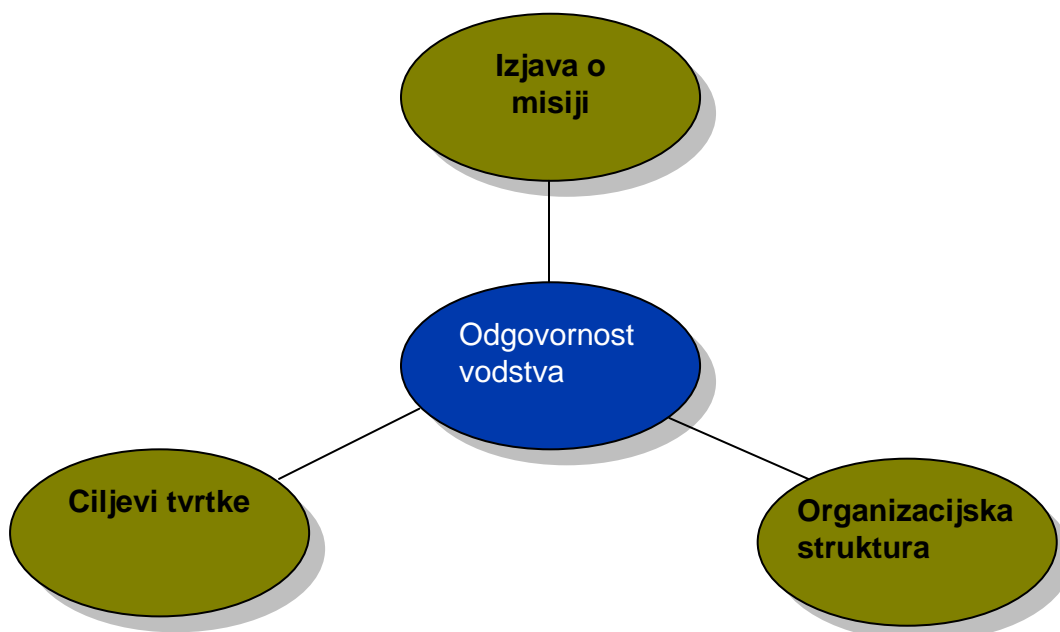 Izjava o
misiji
Odgovornost
vodstva
Ciljevi tvrtke
Organizacijska
struktura